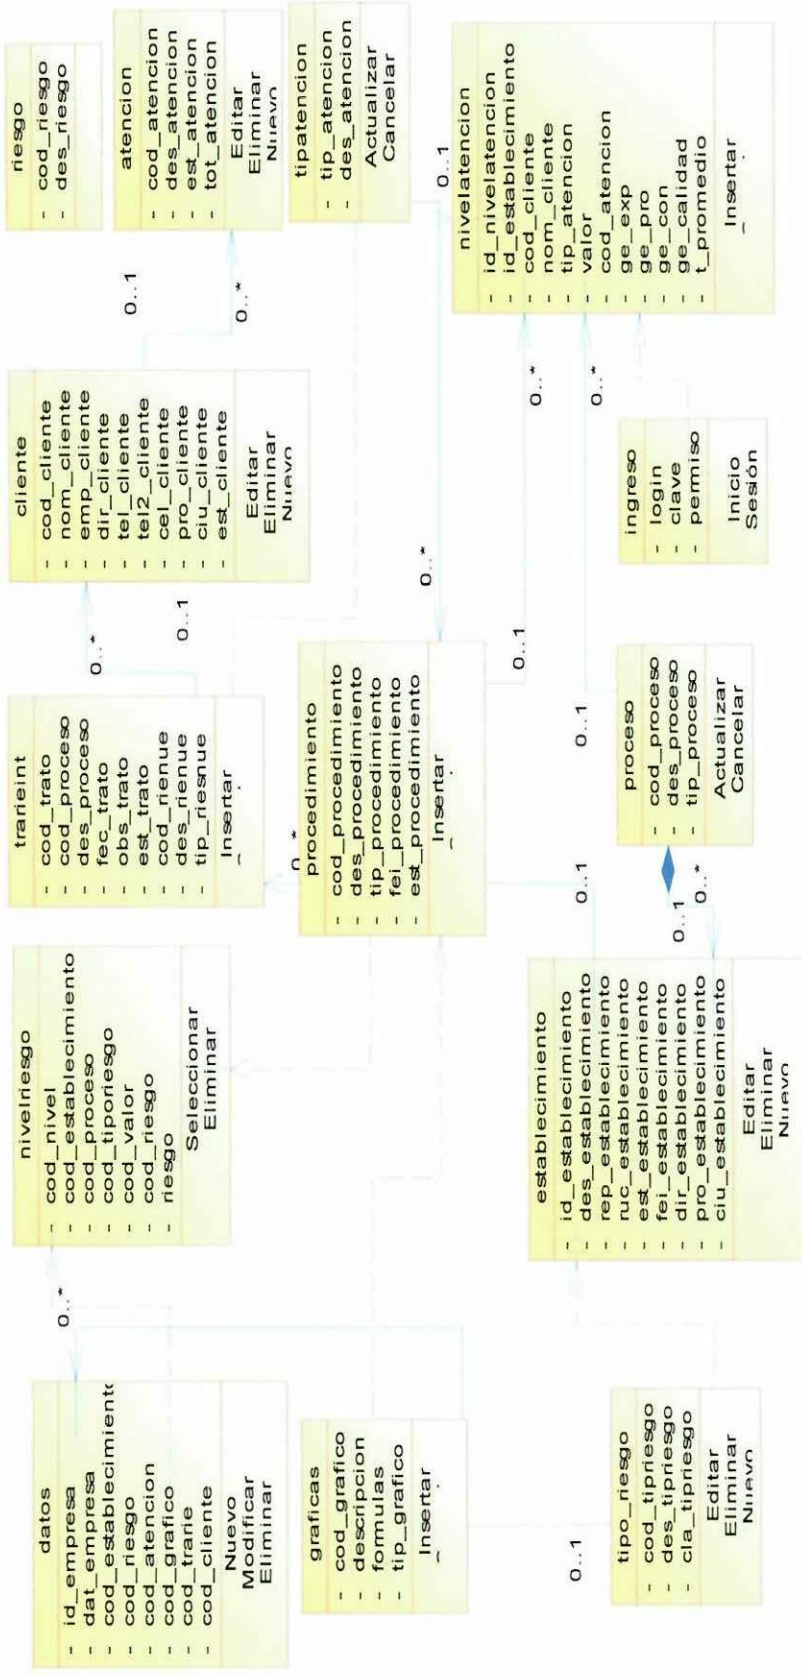 datos
- id_empresa
- dat_empresa
- cod_establecimiento
- cod_riesgo
- cod_atencion
- cod_grafico
- cod_trarie
- cod_cliente
Nuevo
Modificar
Eliminar
0..*
nivelriesgo
- cod_nivel
- cod_establecimiento
- cod_proceso
- cod_tiporiesgo
- cod_valor
- cod_riesgo
- riesgo
Seleccionar
Eliminar
trarieint
- cod_trato
- cod_proceso
- des_proceso
- fec_trato
- obs_trato
- est_trato
- cod_rienue
- des_rienue
- tip_riesnue
Insertar
0..*
0..*
0..1
cliente
- cod_cliente
- nom_cliente
- emp_cliente
- dir_cliente
- tel_cliente
- tel2_cliente
- cel_cliente
- pro_cliente
- ciu_cliente
- est_cliente
Editar
Eliminar
Nuevo
0..1
0..*
riesgo
- cod_riesgo
- des_riesgo
atencion
- cod_atencion
- des_atencion
- est_atencion
- tot_atencion
Editar
Eliminar
Nuevo
tipatencion
- tip_atencion
- des_atencion
Actualizar
Cancelar
0..1
graficas
- cod_grafico
- descripcion
- formulas
- tip_grafico
Insertar
procedimiento
- cod_procedimiento
- des_procedimiento
- tip_procedimiento
- fei_procedimiento
- est_procedimiento
Insertar
0..*
0..1
0..*
0..1
nivelatencion
- id_nivelatencion
- id_establecimiento
- cod_cliente
- nom_cliente
- tip_atencion
- valor
- cod_atencion
- ge_exp
- ge_pro
- ge_con
- ge_calidad
- t_promedio
Insertar
0..1
tipo_riesgo
- cod_tipriesgo
- des_tipriesgo
- cla_tipriesgo
Editar
Eliminar
Nuevo
establecimiento
- id_establecimiento
- des_establecimiento
- rep_establecimiento
- ruc_establecimiento
- est_establecimiento
- fei_establecimiento
- dir_establecimiento
- pro_establecimiento
- ciu_establecimiento
Editar
Eliminar
Nuevo
0..1
0..*
proceso
- cod_proceso
- des_proceso
- tip_proceso
Actualizar
Cancelar
0..1
0..*
ingreso
- login
- clave
- permiso
Inicio
Sesión